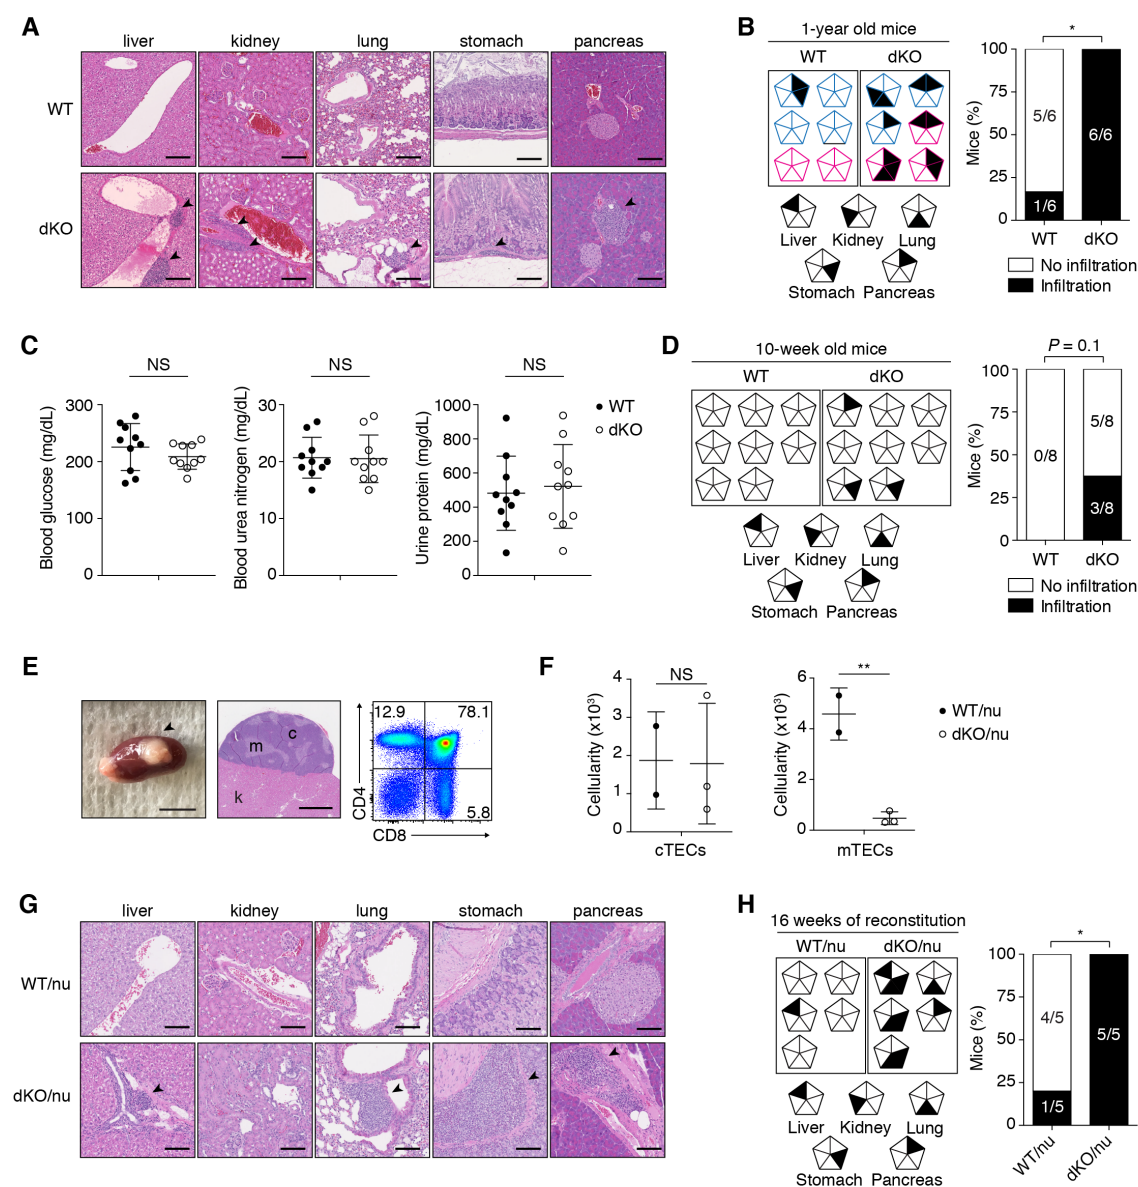 A
liver kidney lung stomach pancreas
WT
dKO
B
1-year old mice
WT dKO
Liver Kidney Lung
Stomach Pancreas
Mice (%)
100
75
50
25
0
*
5/6
1/6
6/6
WT dKO
No infiltration
Infiltration
C
NS
Blood glucose (mg/dL)
300
200
100
0
NS
Blood urea nitrogen (mg/dL)
30
20
10
0
NS
Urine protein (mg/dL)
1000
800
600
400
200
0
WT
dKO
D
10-week old mice
WT dKO
Liver Kidney Lung
Stomach Pancreas
P = 0.1
Mice (%)
100
75
50
25
0
0/8
5/8
3/8
WT dKO
No infiltration
Infiltration
E
m c
k
12.9 78.1
5.8
CD4
CD8
F
NS
Cellularity (x10³)
4
3
2
1
0
cTECs
**
Cellularity (x10³)
6
4
2
0
mTECs
WT/nu
dKO/nu
G
liver kidney lung stomach pancreas
WT/nu
dKO/nu
H
16 weeks of reconstitution
WT/nu dKO/nu
Liver Kidney Lung
Stomach Pancreas
*
Mice (%)
100
75
50
25
0
4/5
1/5
5/5
WT/nu dKO/nu